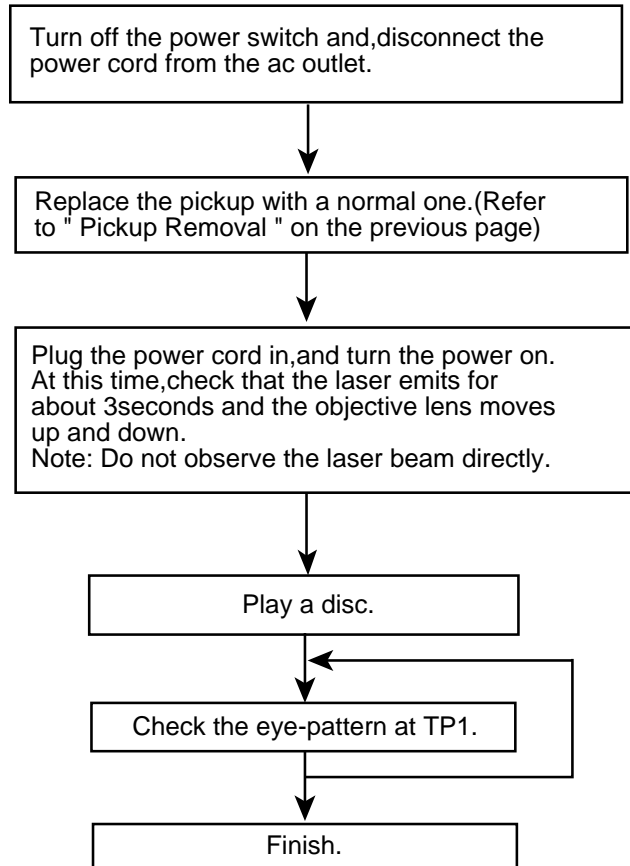 Turn off the power switch and,disconnect the
power cord from the ac outlet.
Replace the pickup with a normal one.(Refer
to " Pickup Removal " on the previous page)
Plug the power cord in,and turn the power on.
At this time,check that the laser emits for
about 3seconds and the objective lens moves
up and down.
Note: Do not observe the laser beam directly.
Play a disc.
Check the eye-pattern at TP1.
Finish.